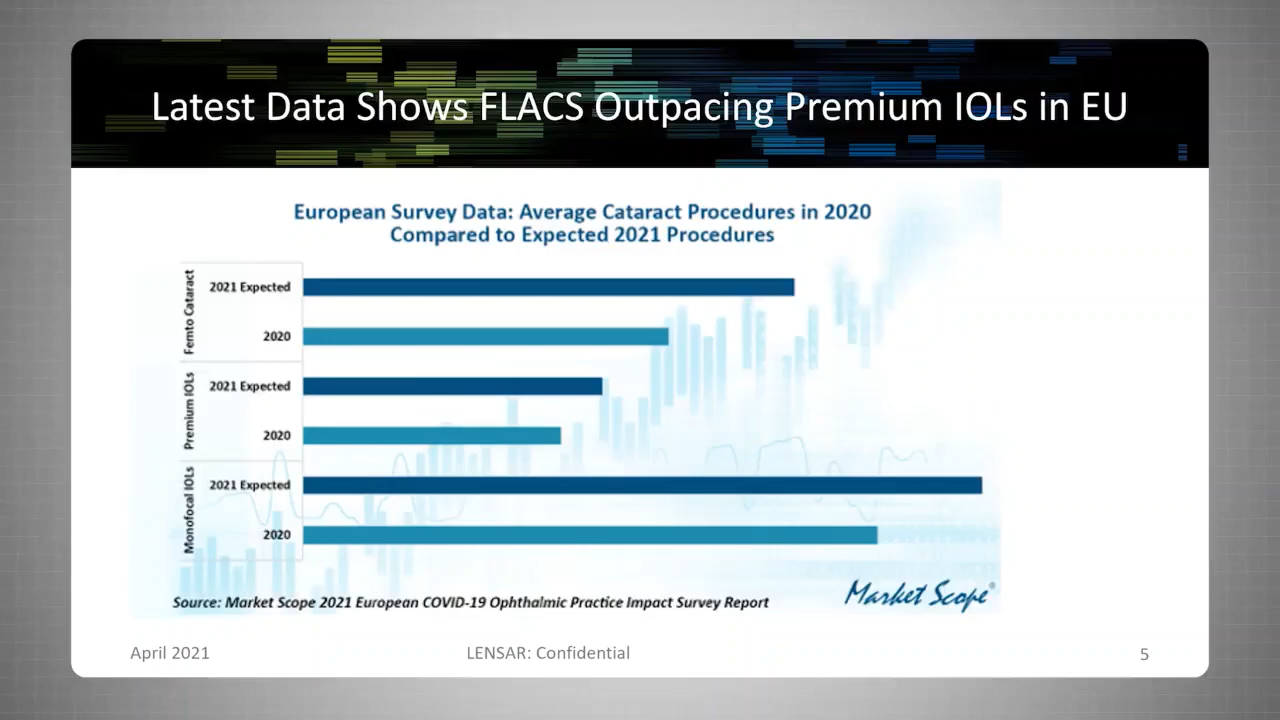 Latest Data Shows FLACS Outpacing Premium IOLs in EU
European Survey Data: Average Cataract Procedures in 2020
Compared to Expected 2021 Procedures
Femto Cataract
2021 Expected
2020
Premium IOLs
2021 Expected
2020
Monofocal IOLs
2021 Expected
2020
Source: Market Scope 2021 European COVID-19 Ophthalmic Practice Impact Survey Report
Market Scope®
April 2021
LENSAR: Confidential
5